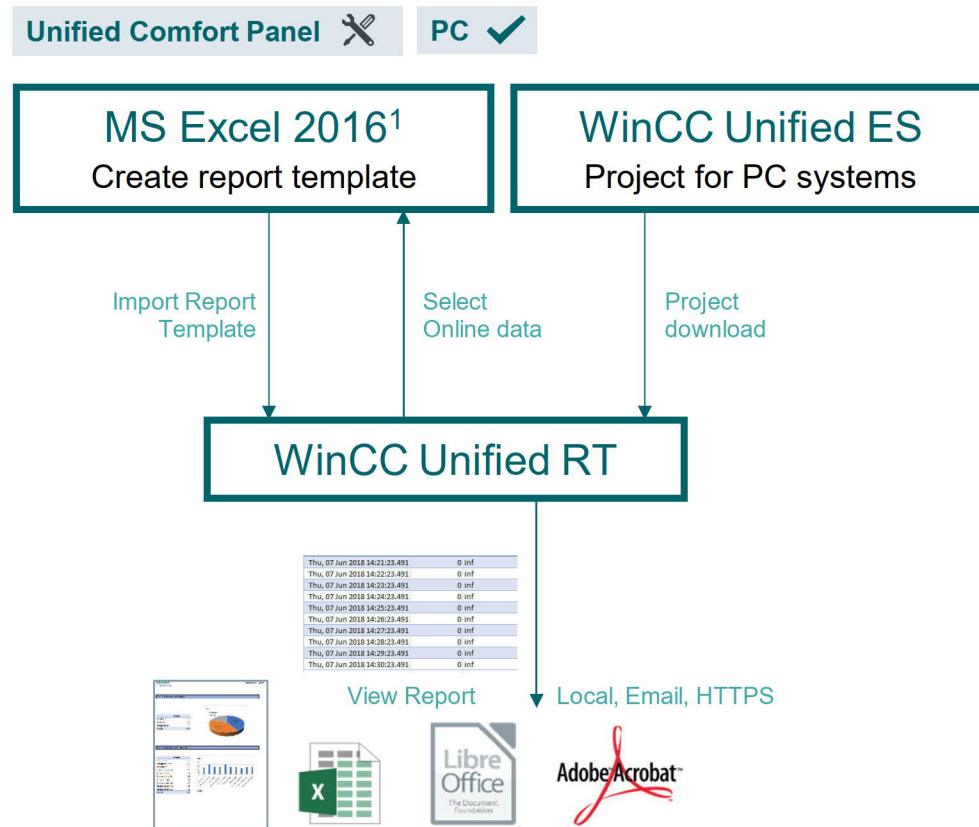 Unified Comfort Panel
PC
MS Excel 2016¹
Create report template
WinCC Unified ES
Project for PC systems
Import Report
Template
Select
Online data
Project
download
WinCC Unified RT
Thu, 07 Jun 2018 14:21:23.491 0 inf
Thu, 07 Jun 2018 14:22:23.491 0 inf
Thu, 07 Jun 2018 14:23:23.491 0 inf
Thu, 07 Jun 2018 14:24:23.491 0 inf
Thu, 07 Jun 2018 14:25:23.491 0 inf
Thu, 07 Jun 2018 14:26:23.491 0 inf
Thu, 07 Jun 2018 14:27:23.491 0 inf
Thu, 07 Jun 2018 14:28:23.491 0 inf
Thu, 07 Jun 2018 14:29:23.491 0 inf
Thu, 07 Jun 2018 14:30:23.491 0 inf
View Report
Local, Email, HTTPS
X
Libre
Office
The Document
Foundation
Adobe Acrobat